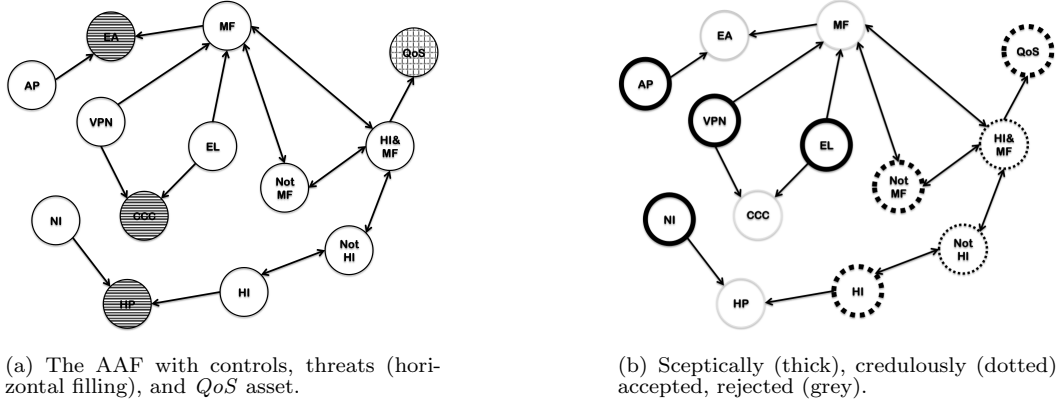 EA
MF
QoS
AP
VPN
EL
HI&
MF
Not
MF
CCC
NI
Not
HI
HI
HP
(a) The AAF with controls, threats (hori-
zontal filling), and QoS asset.
EA
MF
QoS
AP
VPN
EL
HI&
MF
Not
MF
CCC
NI
Not
HI
HI
HP
(b) Sceptically (thick), credulously (dotted)
accepted, rejected (grey).